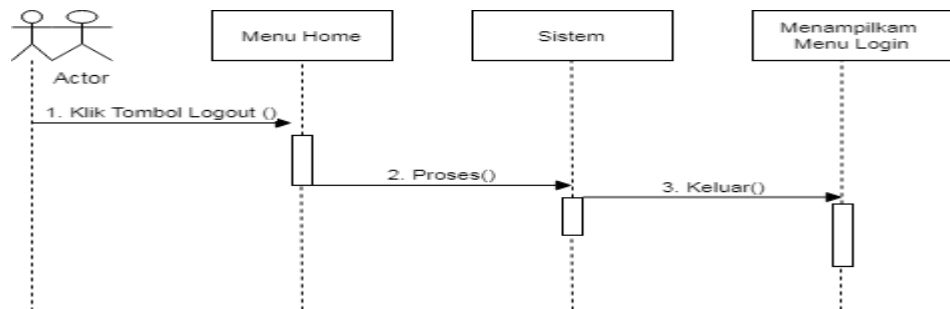 Menu Home
Sistem
Menampilkam
Menu Login
Actor
1. Klik Tombol Logout ()
2. Proses()
3. Keluar()